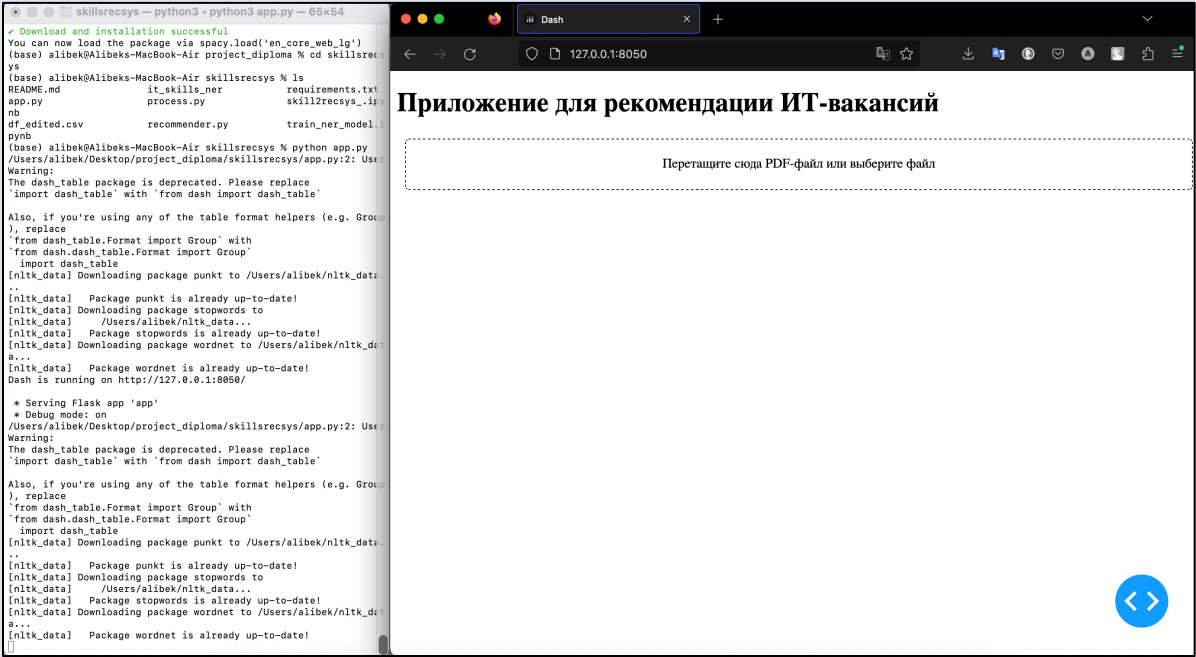 skillsrecsys — python3 • python3 app.py — 65×54
✔ Download and installation successful
You can now load the package via spacy.load('en_core_web_lg')
(base) alibek@Alibeks-MacBook-Air project_diploma % cd skillsrecs
ys
(base) alibek@Alibeks-MacBook-Air skillsrecsys % ls
README.md it_skills_ner requirements.txt
app.py process.py skill2recsys_.ipy
nb
df_edited.csv recommender.py train_ner_model.i
pynb
(base) alibek@Alibeks-MacBook-Air skillsrecsys % python app.py
/Users/alibek/Desktop/project_diploma/skillsrecsys/app.py:2: User
Warning:
The dash_table package is deprecated. Please replace
`import dash_table` with `from dash import dash_table`
Also, if you're using any of the table format helpers (e.g. Group
), replace
`from dash_table.Format import Group` with
`from dash.dash_table.Format import Group`
import dash_table
[nltk_data] Downloading package punkt to /Users/alibek/nltk_data.
..
[nltk_data] Package punkt is already up-to-date!
[nltk_data] Downloading package stopwords to
[nltk_data] /Users/alibek/nltk_data...
[nltk_data] Package stopwords is already up-to-date!
[nltk_data] Downloading package wordnet to /Users/alibek/nltk_dat
a...
[nltk_data] Package wordnet is already up-to-date!
Dash is running on http://127.0.0.1:8050/
* Serving Flask app 'app'
* Debug mode: on
/Users/alibek/Desktop/project_diploma/skillsrecsys/app.py:2: User
Warning:
The dash_table package is deprecated. Please replace
`import dash_table` with `from dash import dash_table`
Also, if you're using any of the table format helpers (e.g. Group
), replace
`from dash_table.Format import Group` with
`from dash.dash_table.Format import Group`
import dash_table
[nltk_data] Downloading package punkt to /Users/alibek/nltk_data.
..
[nltk_data] Package punkt is already up-to-date!
[nltk_data] Downloading package stopwords to
[nltk_data] /Users/alibek/nltk_data...
[nltk_data] Package stopwords is already up-to-date!
[nltk_data] Downloading package wordnet to /Users/alibek/nltk_dat
a...
[nltk_data] Package wordnet is already up-to-date!
Dash
127.0.0.1:8050
Приложение для рекомендации ИТ-вакансий
Перетащите сюда PDF-файл или выберите файл